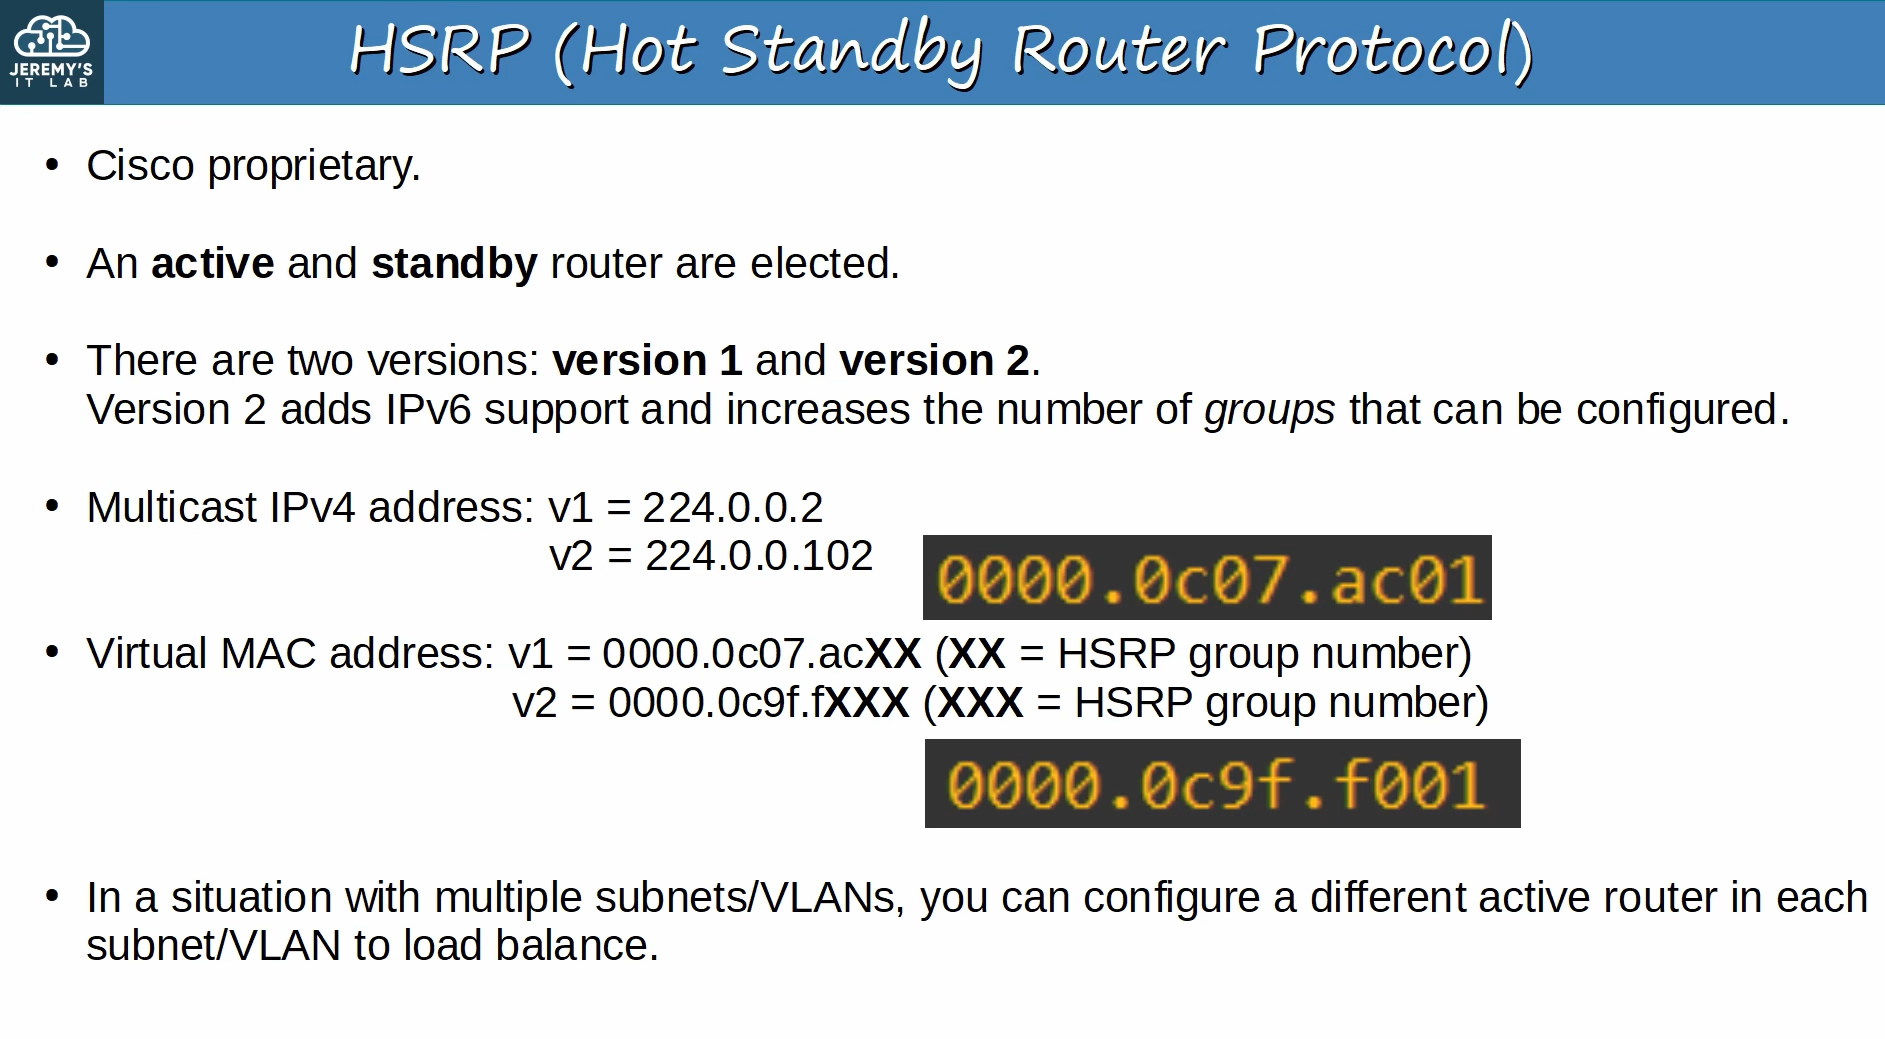 JEREMY'S
IT LAB
HSRP (Hot Standby Router Protocol)
• Cisco proprietary.
• An active and standby router are elected.
• There are two versions: version 1 and version 2.
Version 2 adds IPv6 support and increases the number of groups that can be configured.
• Multicast IPv4 address: v1 = 224.0.0.2
v2 = 224.0.0.102
0000.0c07.ac01
• Virtual MAC address: v1 = 0000.0c07.acXX (XX = HSRP group number)
v2 = 0000.0c9f.fXXX (XXX = HSRP group number)
0000.0c9f.f001
• In a situation with multiple subnets/VLANs, you can configure a different active router in each
subnet/VLAN to load balance.